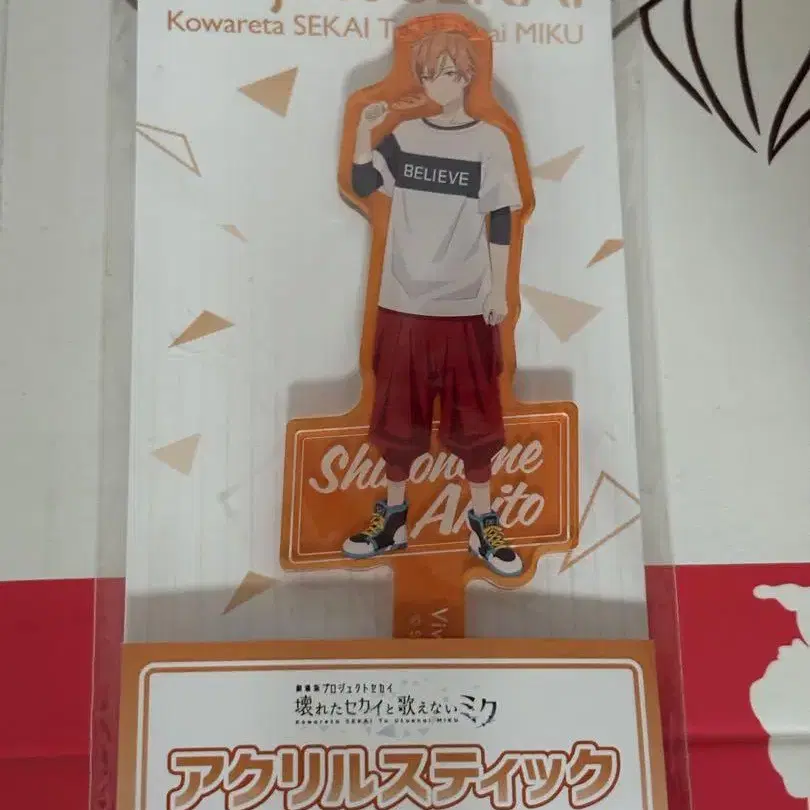 Kowareta SEKAI To Utaenai MIKU
BELIEVE
Shinonome
Akito
劇場版プロジェクトセカイ
壊れたセカイと歌えないミク
Kowareta SEKAI To Utaenai MIKU
アクリルスティック